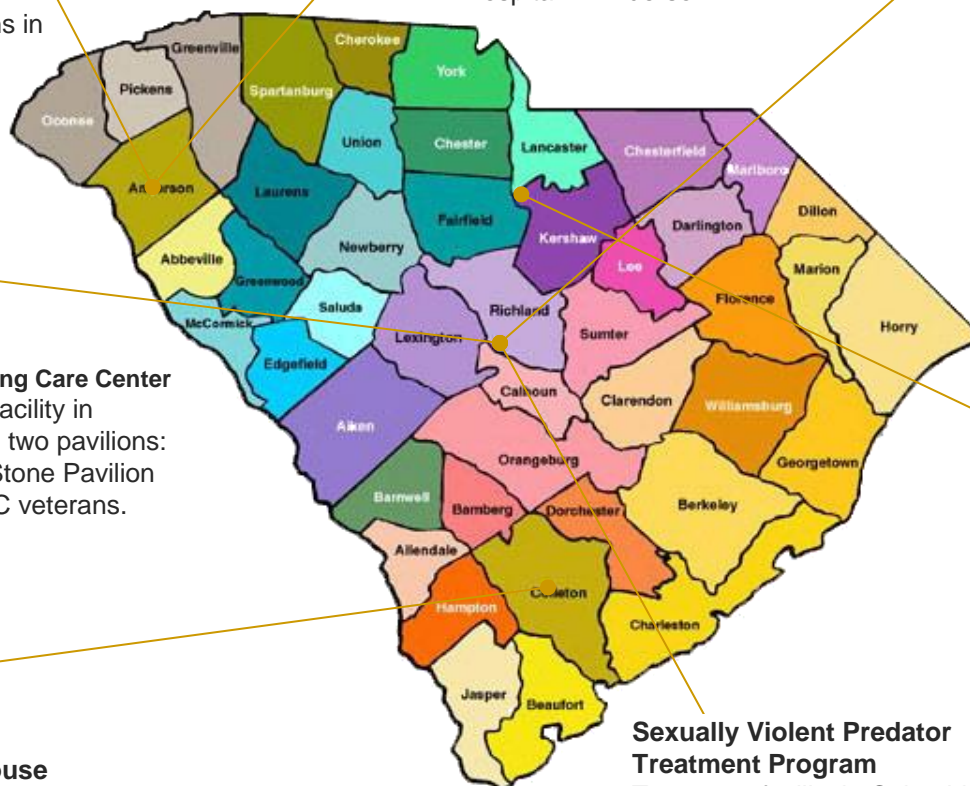 ns in
Cherokee
Greenville
York
Pickens
Spartanburg
Oconee
Union
Chester
Lancaster
Chesterfield
Marlboro
Anderson
Laurens
Dillon
Fairfield
Darlington
Kershaw
Newberry
Abbeville
Lee
Marion
Greenwood
Florence
Saluda
Richland
McCormick
Horry
Lexington
Sumter
Edgefield
ng Care Center
acility in
two pavilions:
Stone Pavilion
C veterans.
Calhoun
Clarendon
Williamsburg
Aiken
Orangeburg
Georgetown
Barnwell
Bamberg
Dorchester
Berkeley
Allendale
Colleton
Hampton
Charleston
Jasper
Beaufort
Sexually Violent Predator
Treatment Program
ouse